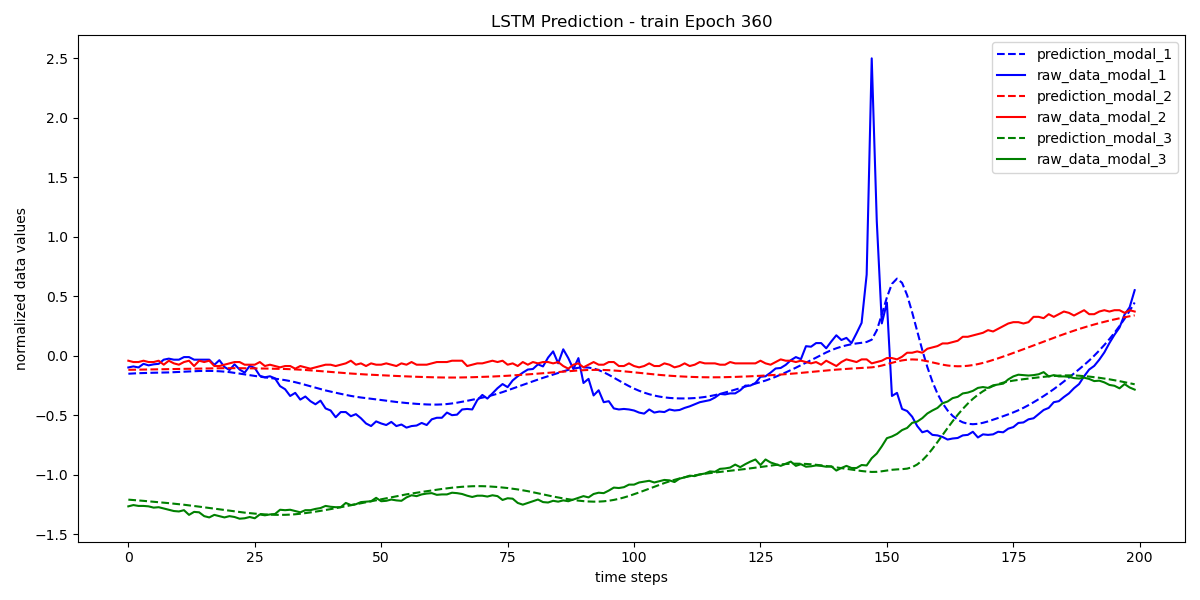 LSTM Prediction - train Epoch 360
prediction_modal_1
raw_data_modal_1
prediction_modal_2
raw_data_modal_2
prediction_modal_3
raw_data_modal_3
normalized data values
2.5
2.0
1.5
1.0
0.5
0.0
−0.5
−1.0
−1.5
0 25 50 75 100 125 150 175 200
time steps